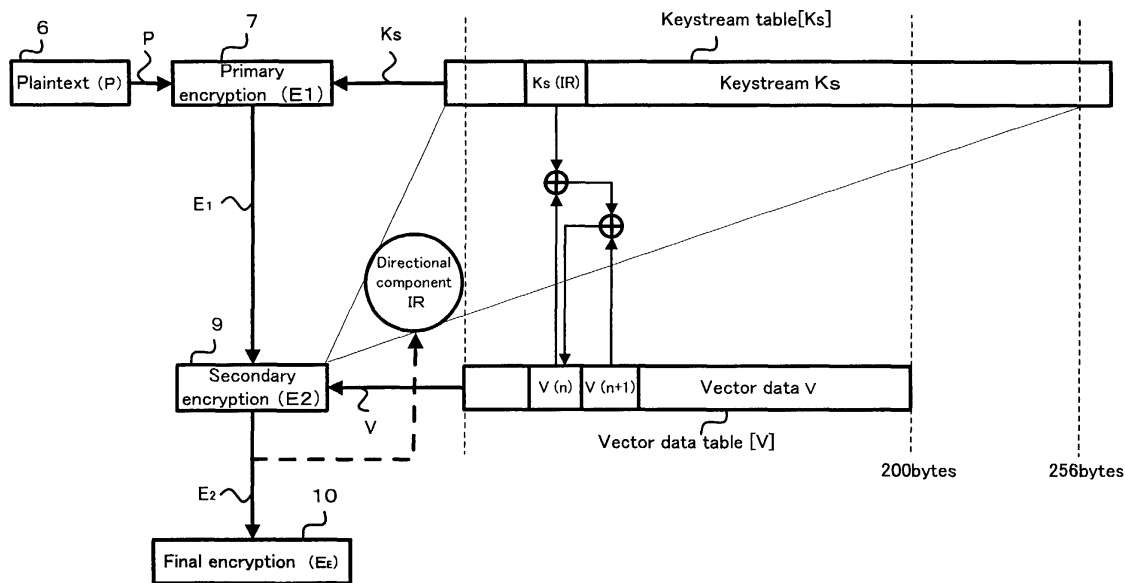 Keystream table[Ks]
6
7
P
Ks
Plaintext (P)
Primary
encryption (E1)
Ks (IR)
Keystream Ks
E1
Directional
component
IR
9
Secondary
encryption (E2)
V
V (n)
V (n+1)
Vector data V
Vector data table [V]
200bytes
256bytes
E2
10
Final encryption (EE)